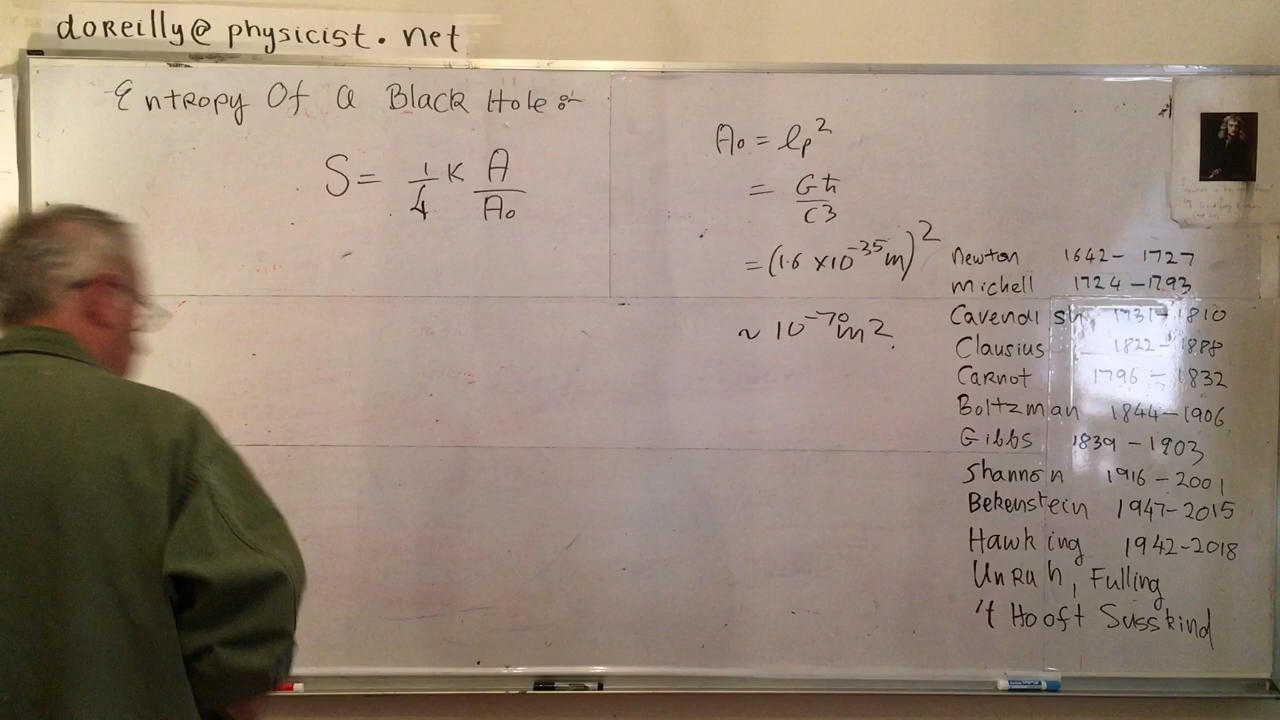 doReilly@physicist.net
Entropy Of a Black Hole:-
S = 1/4 K A/A₀
A₀ = lₚ²
= Għ/C3
= (1.6 x10⁻³⁵m)²
~ 10⁻⁷⁰m2.
Newton 1642 - 1727
Michell 1724 - 1793
Cavendish 1731 - 1810
Clausius 1822 - 1888
Carnot 1796 - 1832
Boltzman 1844 - 1906
Gibbs 1839 - 1903
Shannon 1916 - 2001
Bekenstein 1947 - 2015
Hawking 1942 - 2018
UnRuh, Fulling
't Hooft Susskind